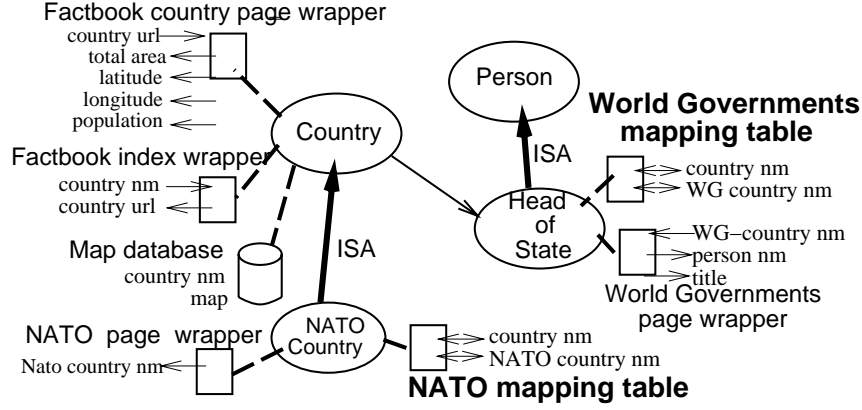 Factbook country page wrapper
country url
total area
latitude
longitude
population
Person
World Governments
mapping table
Country
ISA
country nm
WG country nm
Factbook index wrapper
country nm
country url
Head
of
State
WG-country nm
person nm
title
Map database
country nm
map
ISA
World Governments
page wrapper
NATO page wrapper
Nato country nm
NATO
Country
country nm
NATO country nm
NATO mapping table